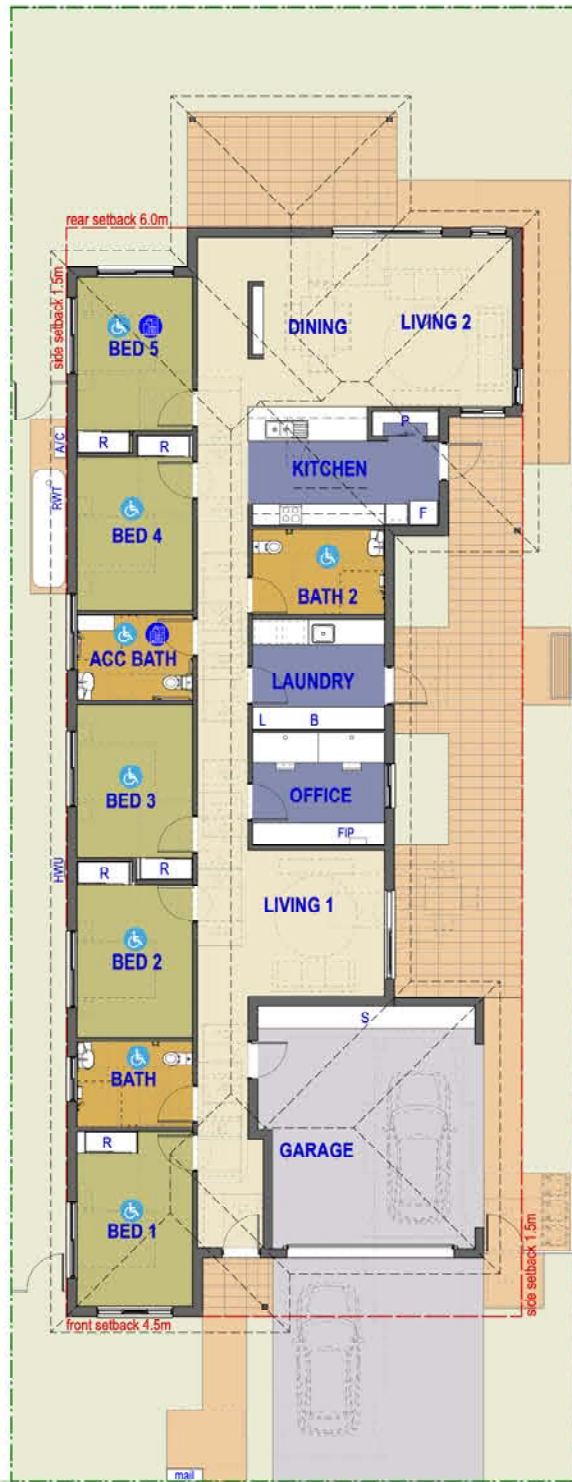 rear setback 6.0m
side setback 1.5m
BED 5
DINING
LIVING 2
P
A/C
R
R
KITCHEN
RWT
F
BED 4
BATH 2
ACC BATH
LAUNDRY
L
B
BED 3
OFFICE
FIP
HWU
R
R
LIVING 1
BED 2
S
BATH
R
GARAGE
BED 1
side setback 1.5m
front setback 4.5m
mail